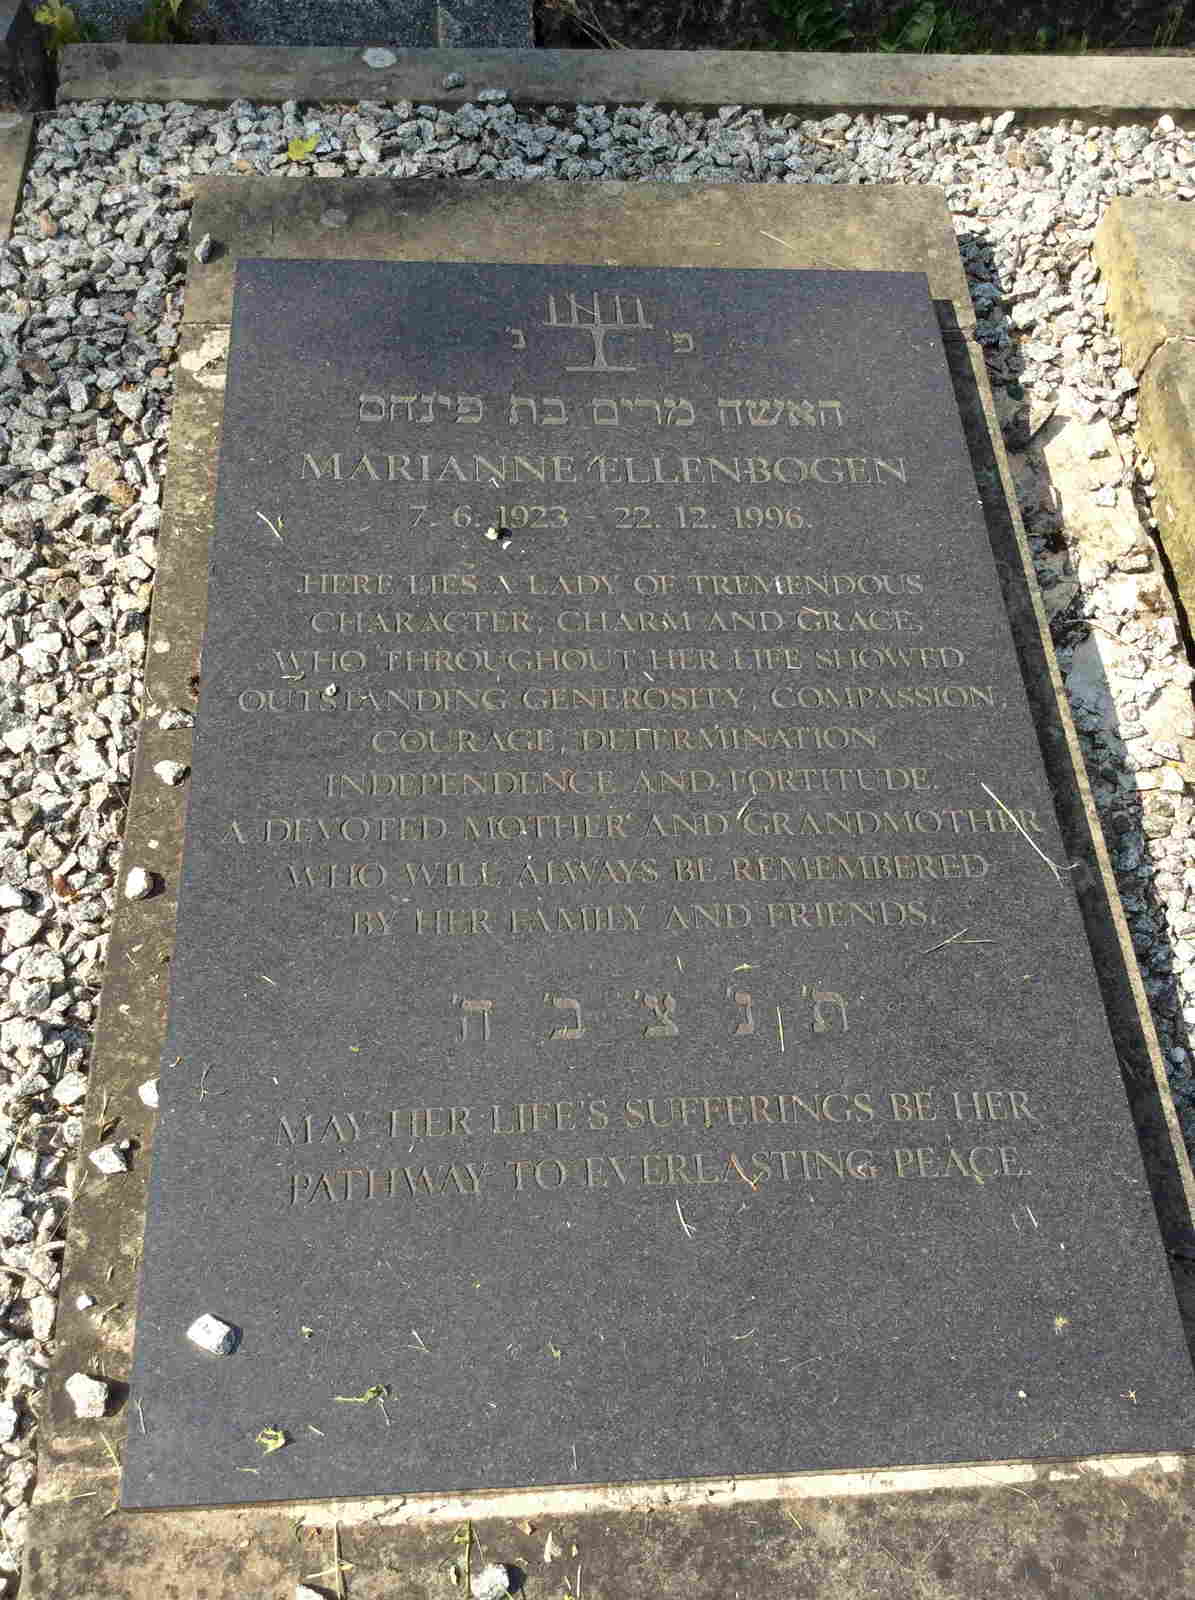 פ' נ'
האשה מרים בת פינחס
MARIANNE ELLENBOGEN
7. 6. 1923 - 22. 12. 1996.
HERE LIES A LADY OF TREMENDOUS
CHARACTER, CHARM AND GRACE,
WHO THROUGHOUT HER LIFE SHOWED
OUTSTANDING GENEROSITY, COMPASSION,
COURAGE, DETERMINATION
INDEPENDENCE AND FORTITUDE.
A DEVOTED MOTHER AND GRANDMOTHER
WHO WILL ALWAYS BE REMEMBERED
BY HER FAMILY AND FRIENDS.
ת' נ' צ' ב' ה'
MAY HER LIFE'S SUFFERINGS BE HER
PATHWAY TO EVERLASTING PEACE.